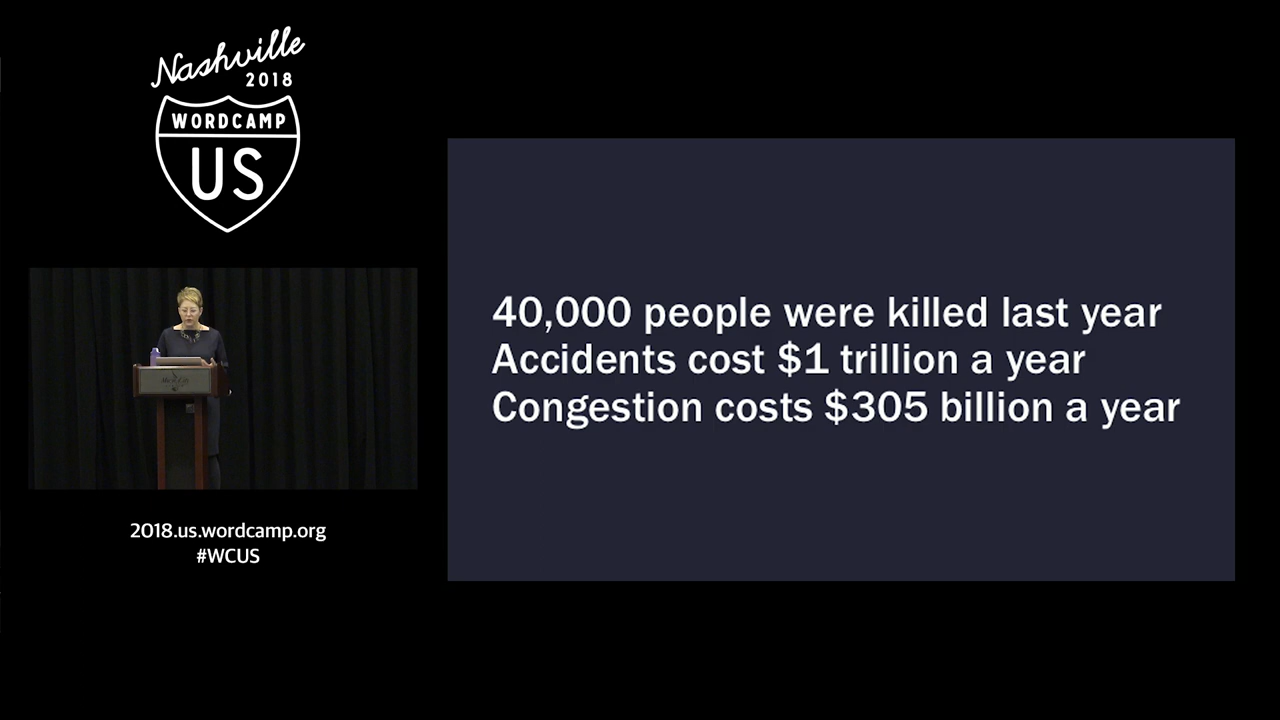 Nashville
2018
WORDCAMP
US
40,000 people were killed last year
Accidents cost $1 trillion a year
Congestion costs $305 billion a year
2018.us.wordcamp.org
#WCUS